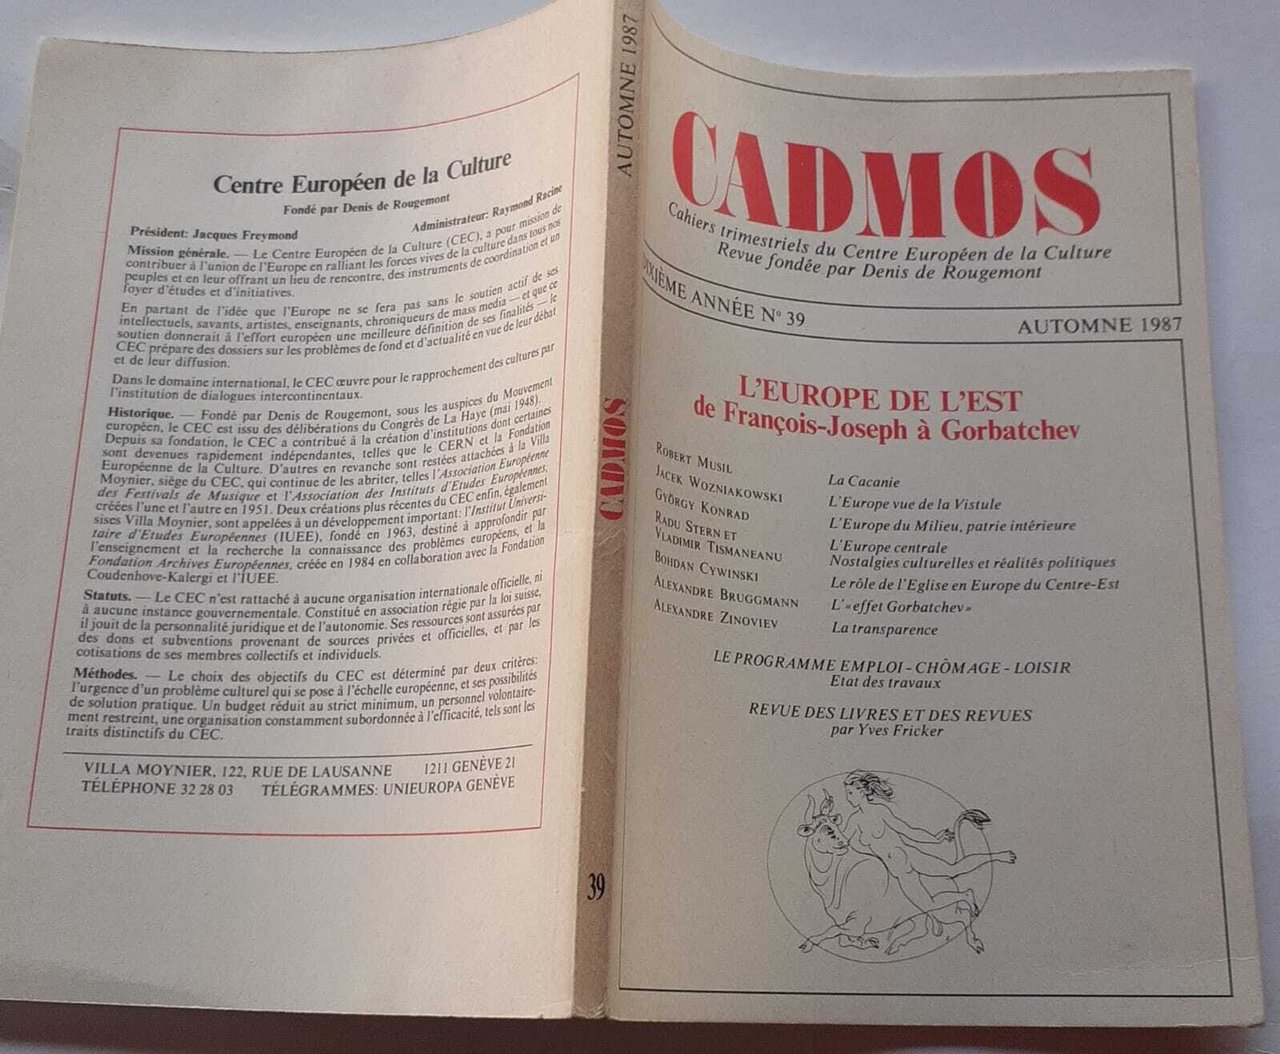 Centre Européen de la Culture
Fondé par Denis de Rougemont
Président: Jacques Freymond Administrateur: Raymond Racine
Mission générale. — Le Centre Européen de la Culture (CEC), a pour mission de
contribuer à l'union de l'Europe en ralliant les forces vives de la culture dans tous nos
peuples et en leur offrant un lieu de rencontre, des instruments de coordination et un
foyer d'études et d'initiatives.
En partant de l'idée que l'Europe ne se fera pas sans le soutien actif de ses
intellectuels, savants, artistes, enseignants, chroniqueurs de mass media — et que ce
soutien donnerait à l'effort européen une meilleure définition de ses finalités — le
CEC prépare des dossiers sur les problèmes de fond et d'actualité en vue de leur débat
et de leur diffusion.
Dans le domaine international, le CEC œuvre pour le rapprochement des cultures par
l'institution de dialogues intercontinentaux.
Historique. — Fondé par Denis de Rougemont, sous les auspices du Mouvement
européen, le CEC est issu des délibérations du Congrès de La Haye (mai 1948).
Depuis sa fondation, le CEC a contribué à la création d'institutions dont certaines
sont devenues rapidement indépendantes, telles que le CERN et la Fondation
Européenne de la Culture. D'autres en revanche sont restées attachées à la Villa
Moynier, siège du CEC, qui continue de les abriter, telles l'Association Européenne
des Festivals de Musique et l'Association des Instituts d'Etudes Européennes,
créées l'une et l'autre en 1951. Deux créations plus récentes du CEC enfin, également
sises Villa Moynier, sont appelées à un développement important: l'Institut Universi-
taire d'Etudes Européennes (IUEE), fondé en 1963, destiné à approfondir par
l'enseignement et la recherche la connaissance des problèmes européens, et la
Fondation Archives Européennes, créée en 1984 en collaboration avec la Fondation
Coudenhove-Kalergi et l'IUEE.
Statuts. — Le CEC n'est rattaché à aucune organisation internationale officielle, ni
à aucune instance gouvernementale. Constitué en association régie par la loi suisse,
il jouit de la personnalité juridique et de l'autonomie. Ses ressources sont assurées par
des dons et subventions provenant de sources privées et officielles, et par les
cotisations de ses membres collectifs et individuels.
Méthodes. — Le choix des objectifs du CEC est déterminé par deux critères:
l'urgence d'un problème culturel qui se pose à l'échelle européenne, et ses possibilités
de solution pratique. Un budget réduit au strict minimum, un personnel volontaire-
ment restreint, une organisation constamment subordonnée à l'efficacité, tels sont les
traits distinctifs du CEC.
VILLA MOYNIER, 122, RUE DE LAUSANNE 1211 GENÈVE 21
TÉLÉPHONE 32 28 03 TÉLÉGRAMMES: UNIEUROPA GENÈVE
AUTOMNE 1987
CADMOS
39
CADMOS
Cahiers trimestriels du Centre Européen de la Culture
Revue fondée par Denis de Rougemont
DIXIÈME ANNÉE N° 39 AUTOMNE 1987
L'EUROPE DE L'EST
de François-Joseph à Gorbatchev
ROBERT MUSIL La Cacanie
JACEK WOZNIAKOWSKI L'Europe vue de la Vistule
GYÖRGY KONRAD L'Europe du Milieu, patrie intérieure
RADU STERN ET L'Europe centrale
VLADIMIR TISMANEANU Nostalgies culturelles et réalités politiques
BOHDAN CYWINSKI Le rôle de l'Eglise en Europe du Centre-Est
ALEXANDRE BRUGGMANN L'«effet Gorbatchev»
ALEXANDRE ZINOVIEV La transparence
LE PROGRAMME EMPLOI - CHÔMAGE - LOISIR
Etat des travaux
REVUE DES LIVRES ET DES REVUES
par Yves Fricker